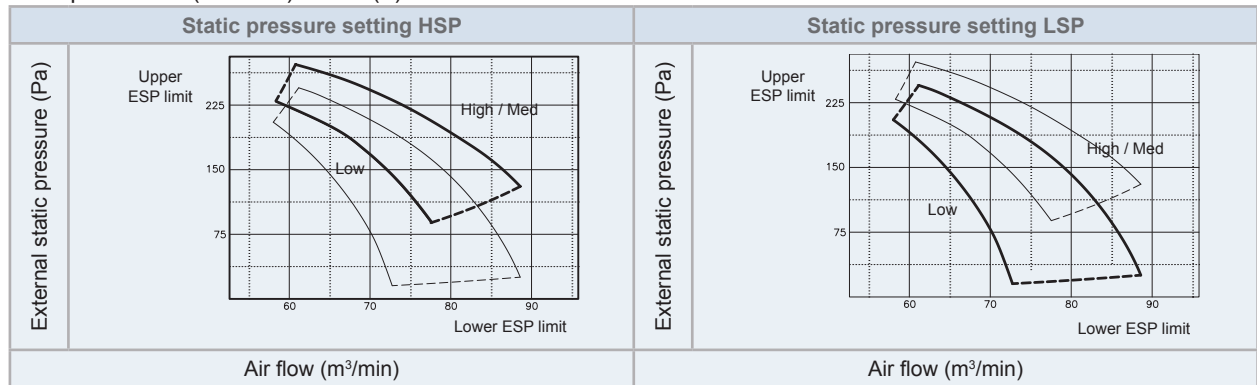 Static pressure setting HSP
Static pressure setting LSP
External static pressure (Pa)
Upper
ESP limit
225
150
75
High / Med
Low
60 70 80 90
Lower ESP limit
External static pressure (Pa)
Upper
ESP limit
225
150
75
High / Med
Low
60 70 80 90
Lower ESP limit
Air flow (m³/min)
Air flow (m³/min)